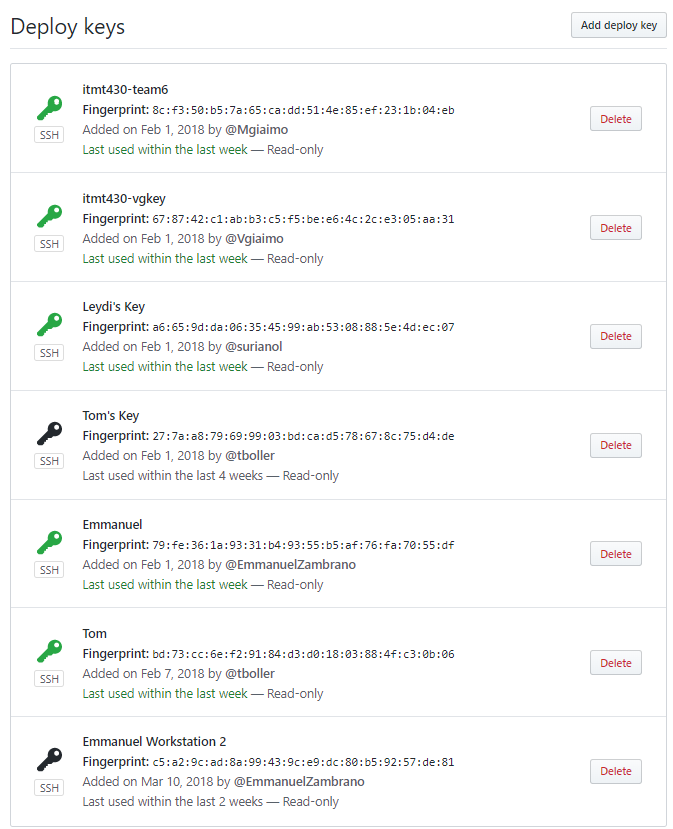 Deploy keys
Add deploy key
itmt430-team6
Fingerprint: 8c:f3:50:b5:7a:65:ca:dd:51:4e:85:ef:23:1b:04:eb
Added on Feb 1, 2018 by @Mgiaimo
Last used within the last week — Read-only
SSH
Delete
itmt430-vgkey
Fingerprint: 67:87:42:c1:ab:b3:c5:f5:be:e6:4c:2c:e3:05:aa:31
Added on Feb 1, 2018 by @Vgiaimo
Last used within the last week — Read-only
SSH
Delete
Leydi's Key
Fingerprint: a6:65:9d:da:06:35:45:99:ab:53:08:88:5e:4d:ec:07
Added on Feb 1, 2018 by @surianol
Last used within the last week — Read-only
SSH
Delete
Tom's Key
Fingerprint: 27:7a:a8:79:69:99:03:bd:ca:d5:78:67:8c:75:d4:de
Added on Feb 1, 2018 by @tboller
Last used within the last 4 weeks — Read-only
SSH
Delete
Emmanuel
Fingerprint: 79:fe:36:1a:93:31:b4:93:55:b5:af:76:fa:70:55:df
Added on Feb 1, 2018 by @EmmanuelZambrano
Last used within the last week — Read-only
SSH
Delete
Tom
Fingerprint: bd:73:cc:6e:f2:91:84:d3:d0:18:03:88:4f:c3:0b:06
Added on Feb 7, 2018 by @tboller
Last used within the last week — Read-only
SSH
Delete
Emmanuel Workstation 2
Fingerprint: c5:a2:9c:ad:8a:99:43:9c:e9:dc:80:b5:92:57:de:81
Added on Mar 10, 2018 by @EmmanuelZambrano
Last used within the last 2 weeks — Read-only
SSH
Delete